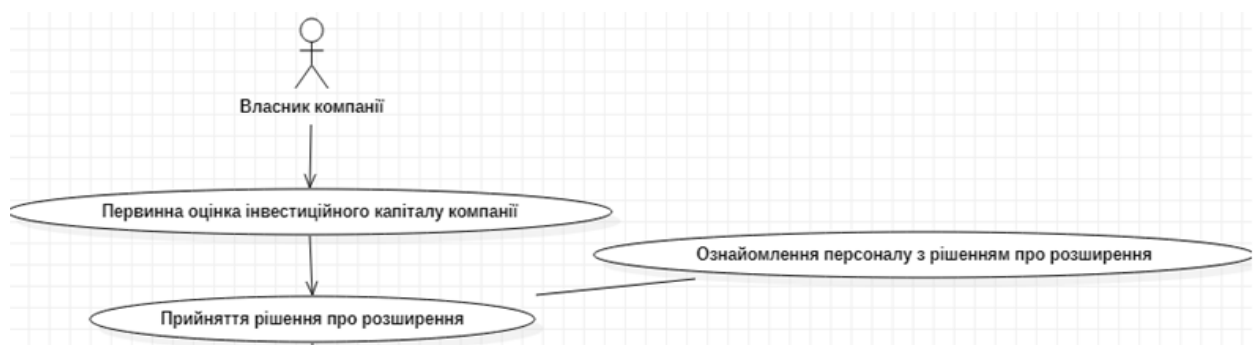 Власник компанії
Первинна оцінка інвестиційного капіталу компанії
Ознайомлення персоналу з рішенням про розширення
Прийняття рішення про розширення